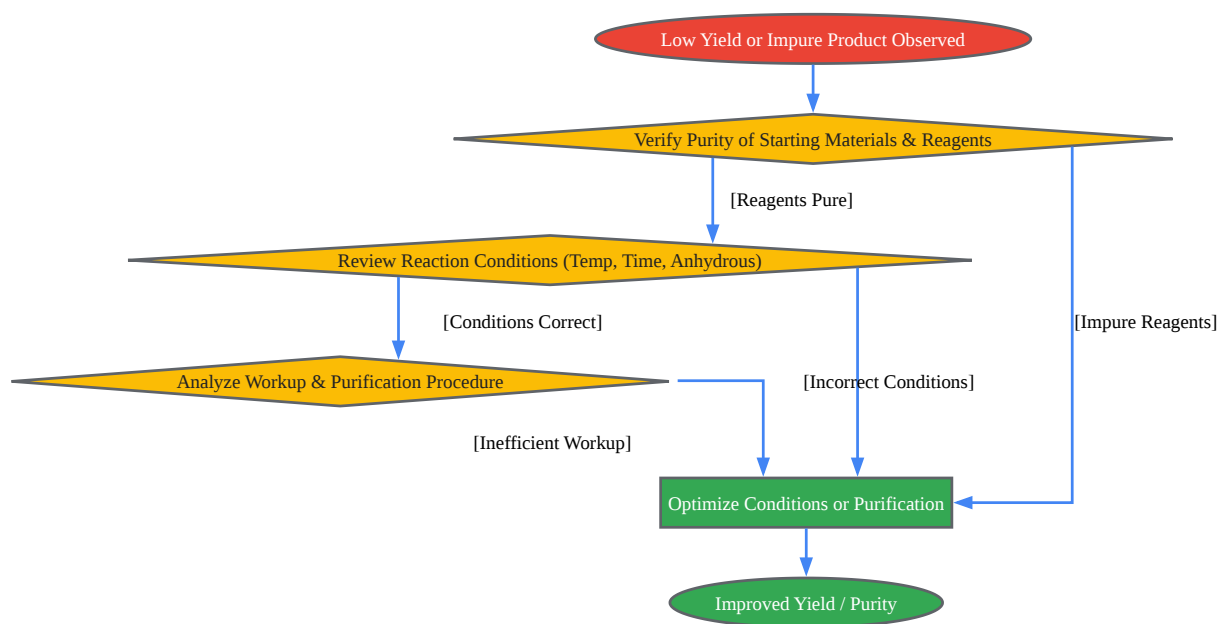 Low Yield or Impure Product Observed
Verify Purity of Starting Materials & Reagents
[Reagents Pure]
Review Reaction Conditions (Temp, Time, Anhydrous)
[Conditions Correct]
[Impure Reagents]
Analyze Workup & Purification Procedure
[Incorrect Conditions]
[Inefficient Workup]
Optimize Conditions or Purification
Improved Yield / Purity